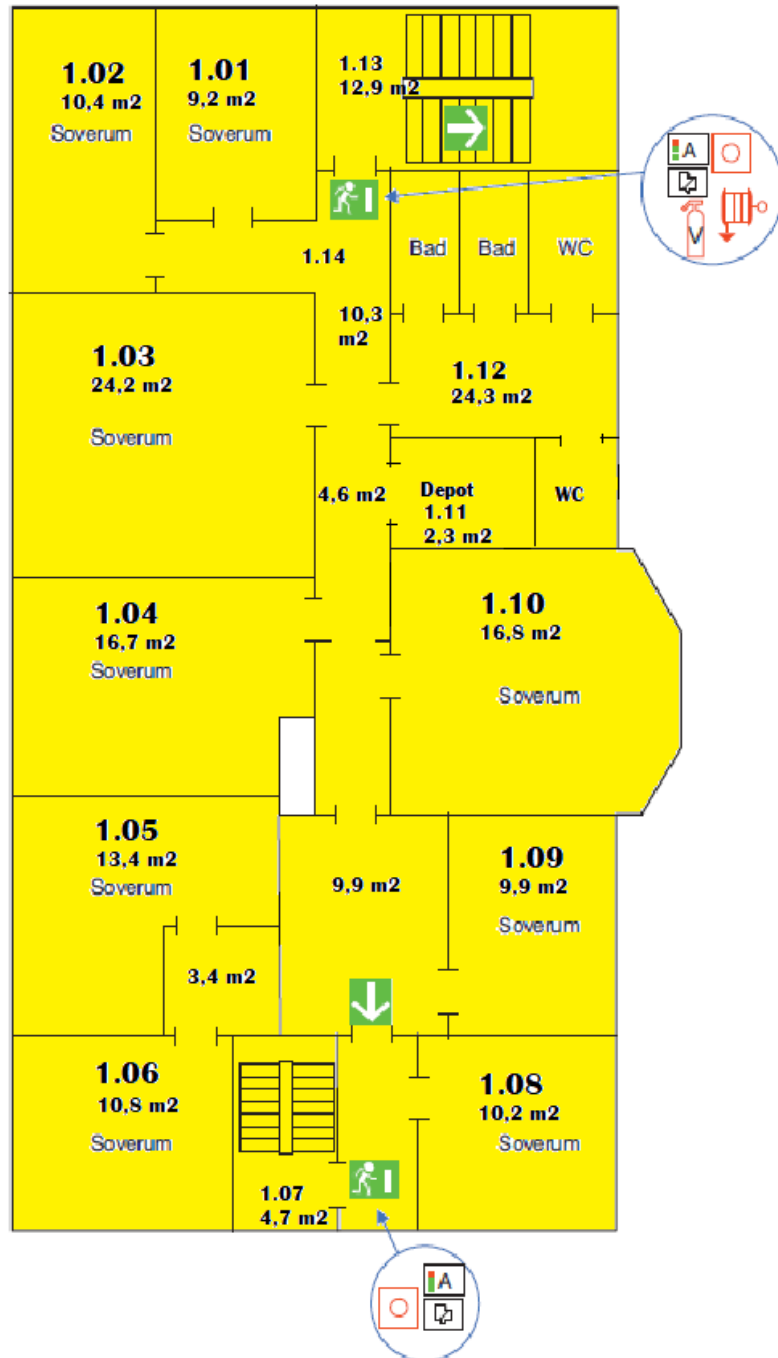 1.02
10,4 m2
Soverum
1.01
9,2 m2
Soverum
1.13
12,9 m2
A
V
1.14
Bad
Bad
WC
10,3
m2
1.03
24,2 m2
Soverum
1.12
24,3 m2
4,6 m2
Depot
1.11
2,3 m2
WC
1.04
16,7 m2
Soverum
1.10
16,8 m2
Soverum
1.05
13,4 m2
Soverum
9,9 m2
1.09
9,9 m2
Soverum
3,4 m2
1.06
10,8 m2
Soverum
1.08
10,2 m2
Soverum
1.07
4,7 m2
A